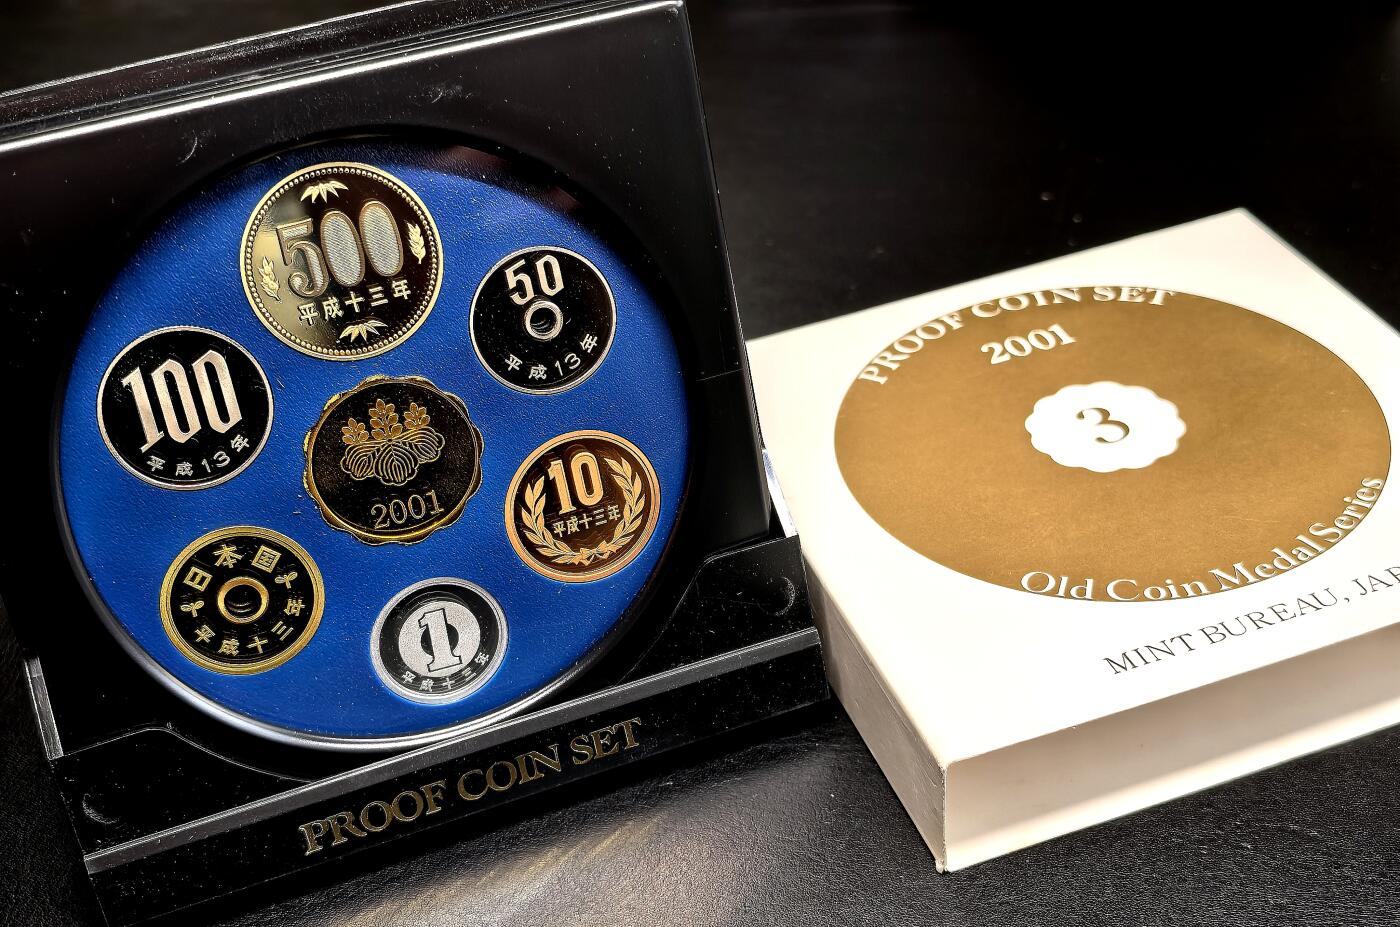 500
平成十三年
50
平成13年
100
平成13年
2001
10
平成十三年
日本国
平成十三年
1
平成十三年
PROOF COIN SET
PROOF COIN SET
2001
3
Old Coin Medal Series
MINT BUREAU, JAP